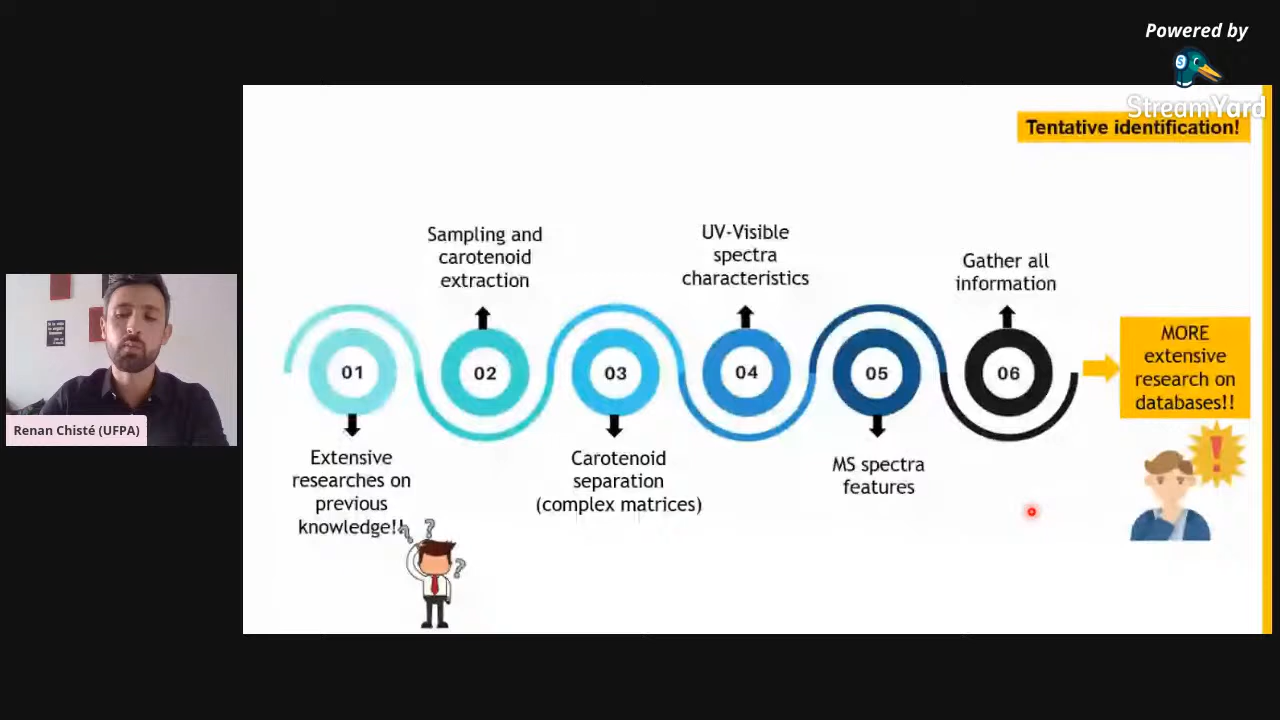 Powered by
StreamYard
Tentative identification!
Sampling and
carotenoid
extraction
UV-Visible
spectra
characteristics
Gather all
information
01
02
03
04
05
06
MORE
extensive
research on
databases!!
Extensive
researches on
previous
knowledge!!
Carotenoid
separation
(complex matrices)
MS spectra
features
Renan Chisté (UFPA)